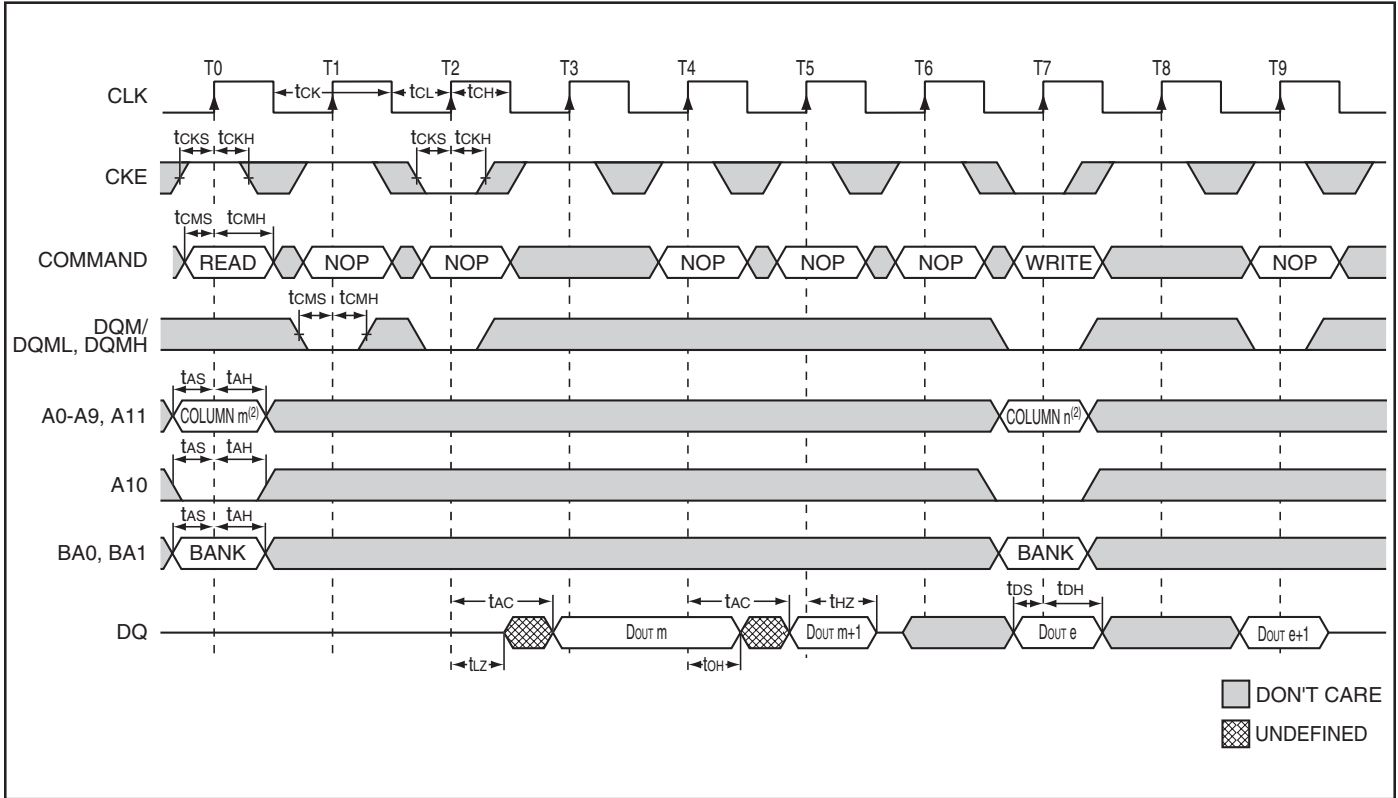 T0 T1 T2 T3 T4 T5 T6 T7 T8 T9
CLK tCK tCL tCH
tCKS tCKH tCKS tCKH
CKE
tCMS tCMH
COMMAND READ NOP NOP NOP NOP NOP WRITE NOP
tCMS tCMH
DQM/
DQML, DQMH
tAS tAH
A0-A9, A11 COLUMN m(2) COLUMN n(2)
tAS tAH
A10
tAS tAH
BA0, BA1 BANK BANK
tAC tAC tHZ tDS tDH
DQ DOUT m DOUT m+1 DOUT e DOUT e+1
tLZ tOH
DON'T CARE
UNDEFINED